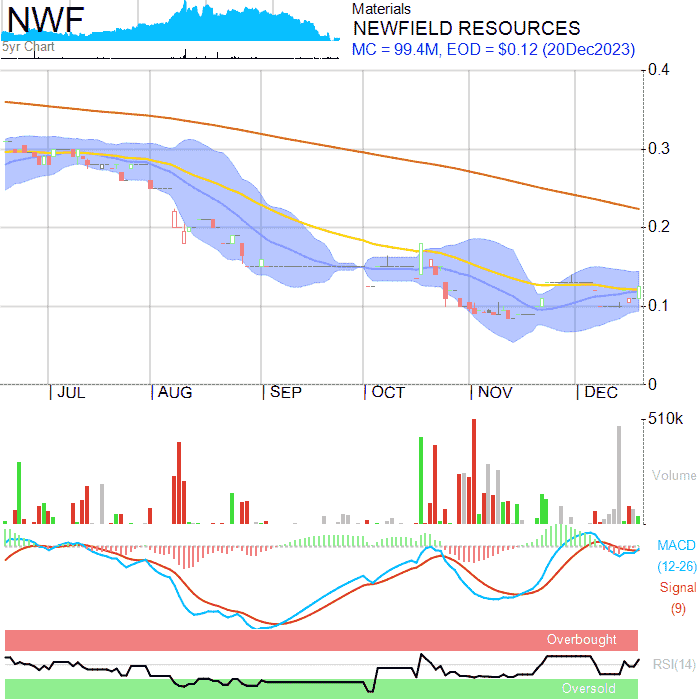 NWF
5yr Chart
Materials
NEWFIELD RESOURCES
MC = 99.4M, EOD = $0.12 (20Dec2023)
0.4
0.3
0.2
0.1
0
JUL
AUG
SEP
OCT
NOV
DEC
510k
Volume
MACD
(12-26)
Signal
(9)
Overbought
RSI(14)
Oversold